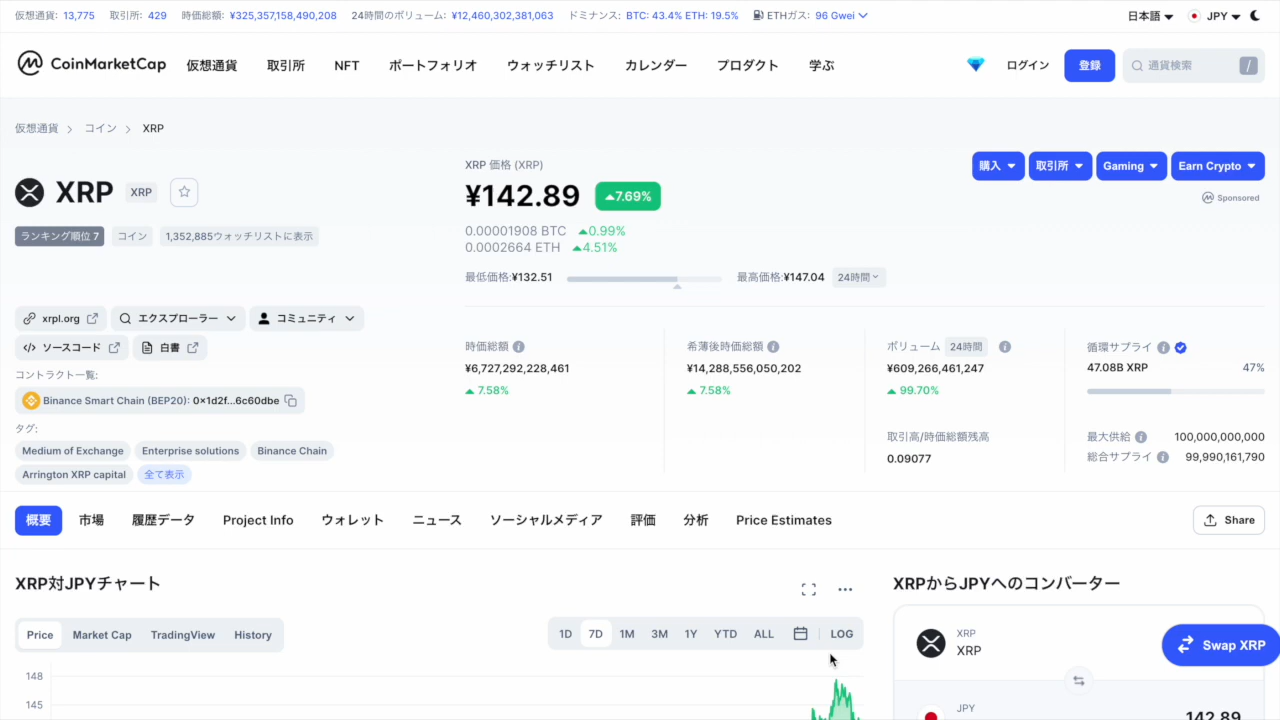 仮想通貨: 13,775 取引所: 429 時価総額: ¥325,357,158,490,208 24時間のボリューム: ¥12,460,302,381,063 ドミナンス: BTC: 43.4% ETH: 19.5% ETHガス: 96 Gwei 日本語 JPY
CoinMarketCap 仮想通貨 取引所 NFT ポートフォリオ ウォッチリスト カレンダー プロダクト 学ぶ ログイン 登録 通貨検索 /
仮想通貨 コイン XRP
XRP 価格 (XRP)
購入 取引所 Gaming Earn Crypto
XRP XRP
¥142.89 7.69%
Sponsored
0.00001908 BTC 0.99%
ランキング順位 7 コイン 1,352,885ウォッチリストに表示
0.0002664 ETH 4.51%
最低価格:¥132.51 最高価格:¥147.04 24時間
xrpl.org エクスプローラー コミュニティ
ソースコード 白書
時価総額
¥6,727,292,228,461
7.58%
希薄後時価総額
¥14,288,556,050,202
7.58%
ボリューム 24時間
¥609,266,461,247
99.70%
取引高/時価総額残高
0.09077
循環サプライ
47.08B XRP 47%
最大供給 100,000,000,000
総合サプライ 99,990,161,790
コントラクト一覧:
Binance Smart Chain (BEP20): 0x1d2f...6c60dbe
タグ:
Medium of Exchange Enterprise solutions Binance Chain
Arrington XRP capital 全て表示
概要 市場 履歴データ Project Info ウォレット ニュース ソーシャルメディア 評価 分析 Price Estimates Share
XRP対JPYチャート
Price Market Cap TradingView History 1D 7D 1M 3M 1Y YTD ALL LOG
148
145
XRPからJPYへのコンバーター
XRP
XRP
Swap XRP
JPY
142.89